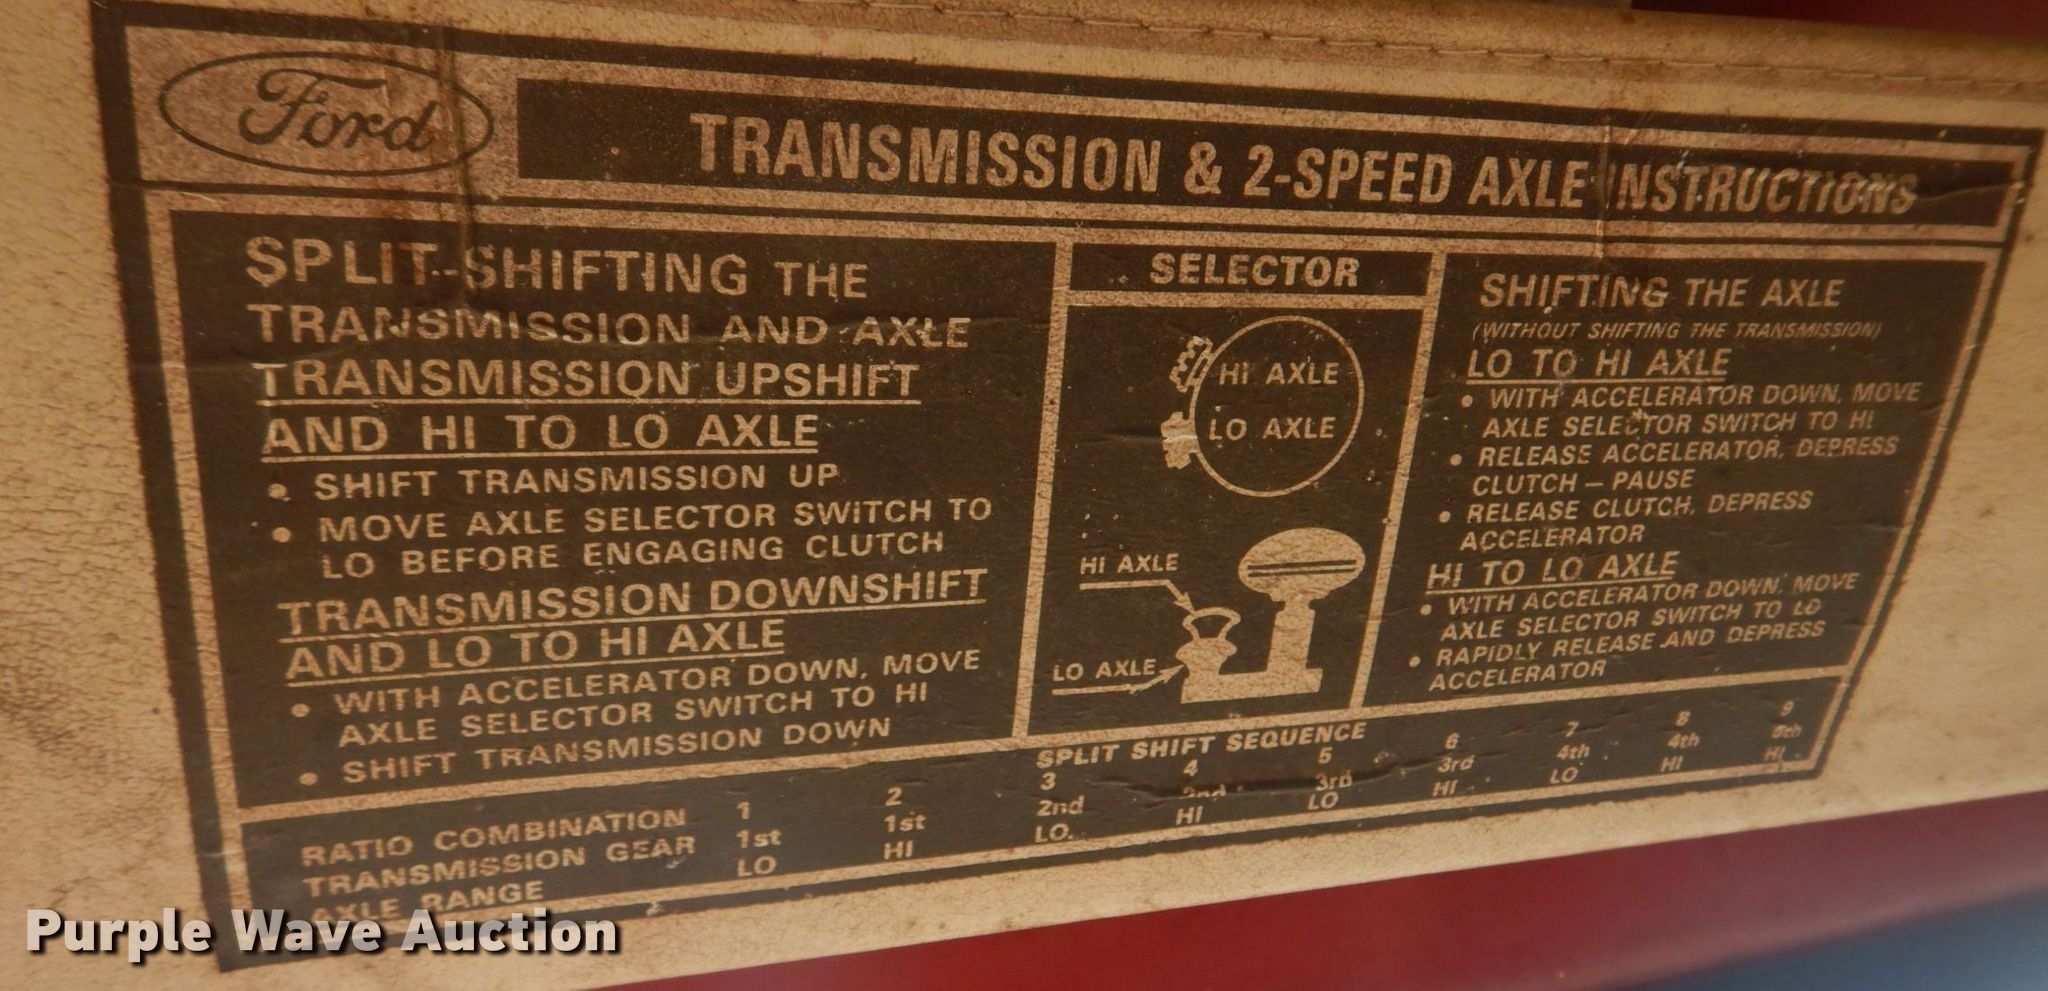 Ford
TRANSMISSION & 2-SPEED AXLE INSTRUCTIONS
SPLIT-SHIFTING THE
TRANSMISSION AND AXLE
TRANSMISSION UPSHIFT
AND HI TO LO AXLE
• SHIFT TRANSMISSION UP
• MOVE AXLE SELECTOR SWITCH TO
LO BEFORE ENGAGING CLUTCH
TRANSMISSION DOWNSHIFT
AND LO TO HI AXLE
• WITH ACCELERATOR DOWN, MOVE
AXLE SELECTOR SWITCH TO HI
• SHIFT TRANSMISSION DOWN
SELECTOR
HI AXLE
LO AXLE
HI AXLE
LO AXLE
SHIFTING THE AXLE
(WITHOUT SHIFTING THE TRANSMISSION)
LO TO HI AXLE
• WITH ACCELERATOR DOWN, MOVE
AXLE SELECTOR SWITCH TO HI
• RELEASE ACCELERATOR, DEPRESS
CLUTCH – PAUSE
• RELEASE CLUTCH, DEPRESS
ACCELERATOR
HI TO LO AXLE
• WITH ACCELERATOR DOWN, MOVE
AXLE SELECTOR SWITCH TO LO
• RAPIDLY RELEASE AND DEPRESS
ACCELERATOR
SPLIT SHIFT SEQUENCE
RATIO COMBINATION 1 2 3 4 5 6 7 8 9
TRANSMISSION GEAR 1st 1st 2nd 2nd 3rd 3rd 4th 4th 5th
AXLE RANGE LO HI LO HI LO HI LO HI HI
Purple Wave Auction